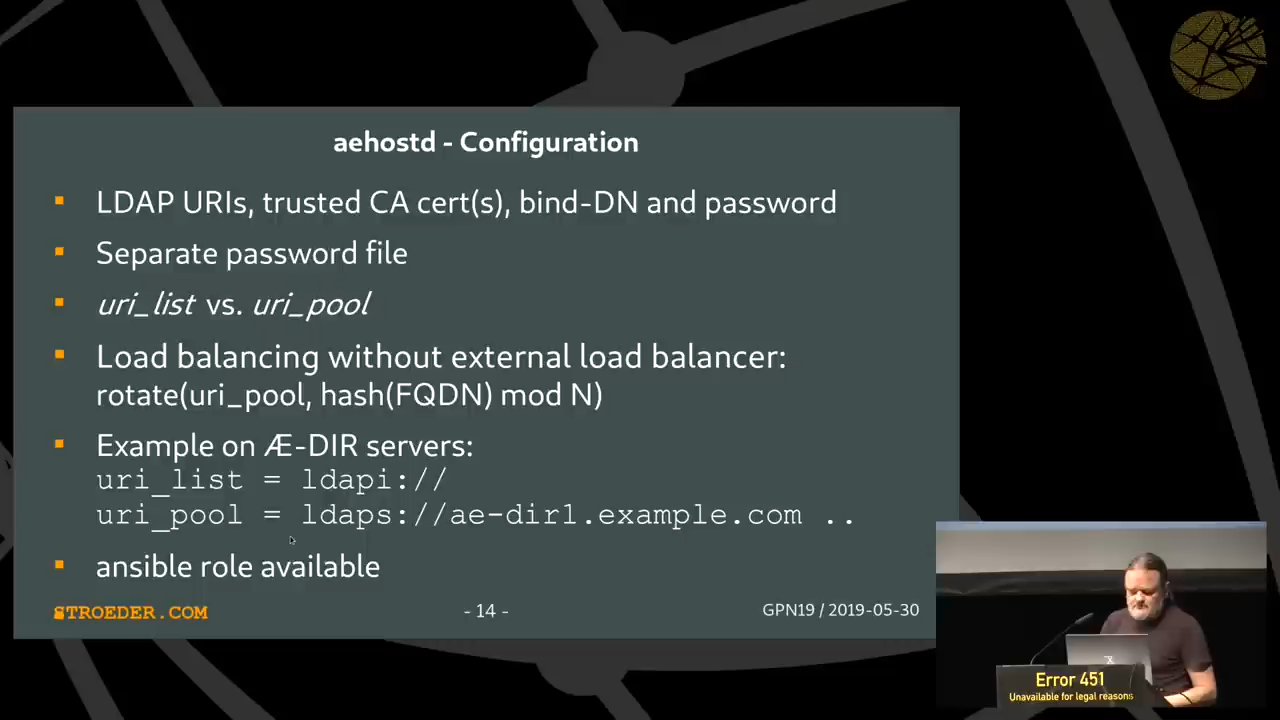 aehostd - Configuration
LDAP URIs, trusted CA cert(s), bind-DN and password
Separate password file
uri_list vs. uri_pool
Load balancing without external load balancer:
rotate(uri_pool, hash(FQDN) mod N)
Example on Æ-DIR servers:
uri_list = ldapi://
uri_pool = ldaps://ae-dir1.example.com ..
ansible role available
STROEDER.COM
- 14 -
GPN19 / 2019-05-30
Error 451
Unavailable for legal reasons